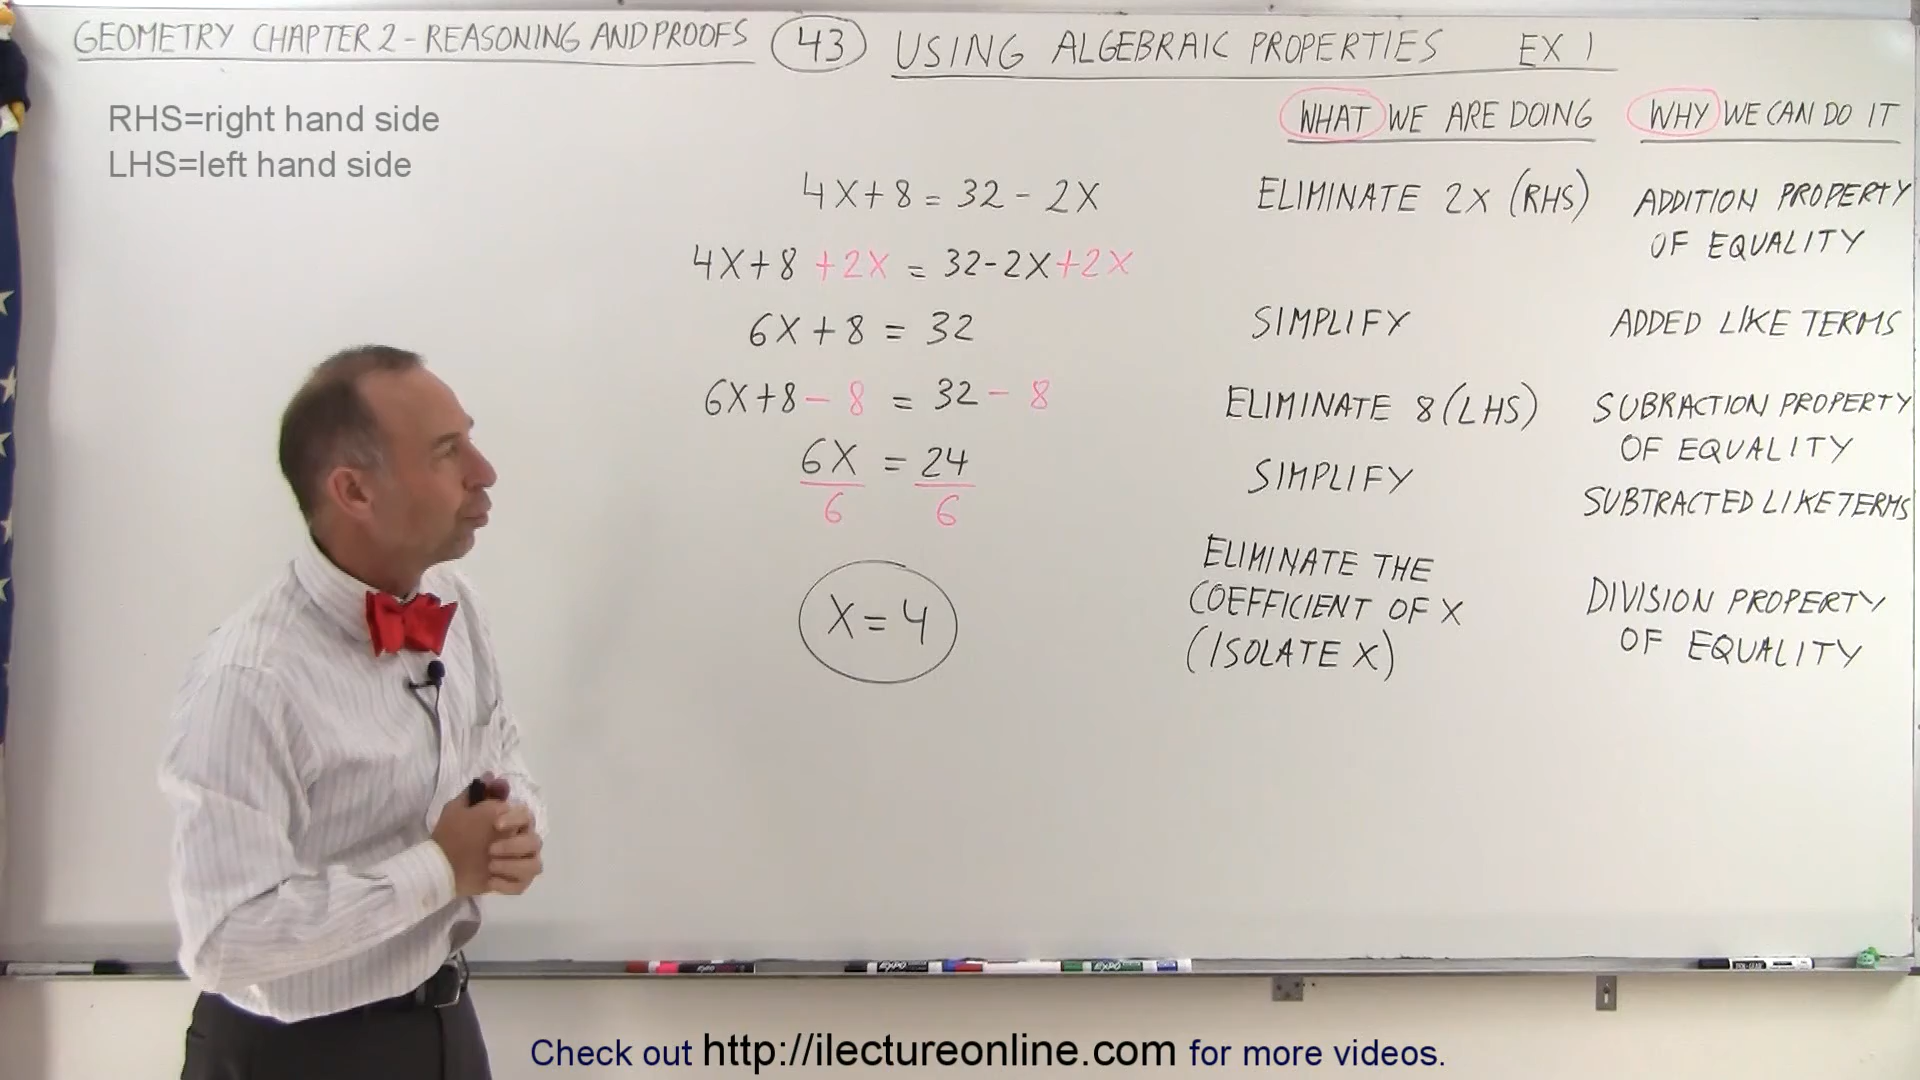 GEOMETRY CHAPTER 2 - REASONING AND PROOFS 43 USING ALGEBRAIC PROPERTIES EX 1
RHS=right hand side
LHS=left hand side
WHAT WE ARE DOING WHY WE CAN DO IT
4X+8 = 32 - 2X ELIMINATE 2X (RHS) ADDITION PROPERTY
OF EQUALITY
4X+8 +2X = 32-2X+2X
6X + 8 = 32 SIMPLIFY ADDED LIKE TERMS
6X+8 - 8 = 32 - 8 ELIMINATE 8 (LHS) SUBRACTION PROPERTY
OF EQUALITY
6X = 24 SIMPLIFY
6 6 SUBTRACTED LIKE TERMS
ELIMINATE THE
COEFFICIENT OF X DIVISION PROPERTY
X = 4
(ISOLATE X) OF EQUALITY
EXPO EXPO EXPO
Check out http://ilectureonline.com for more videos.